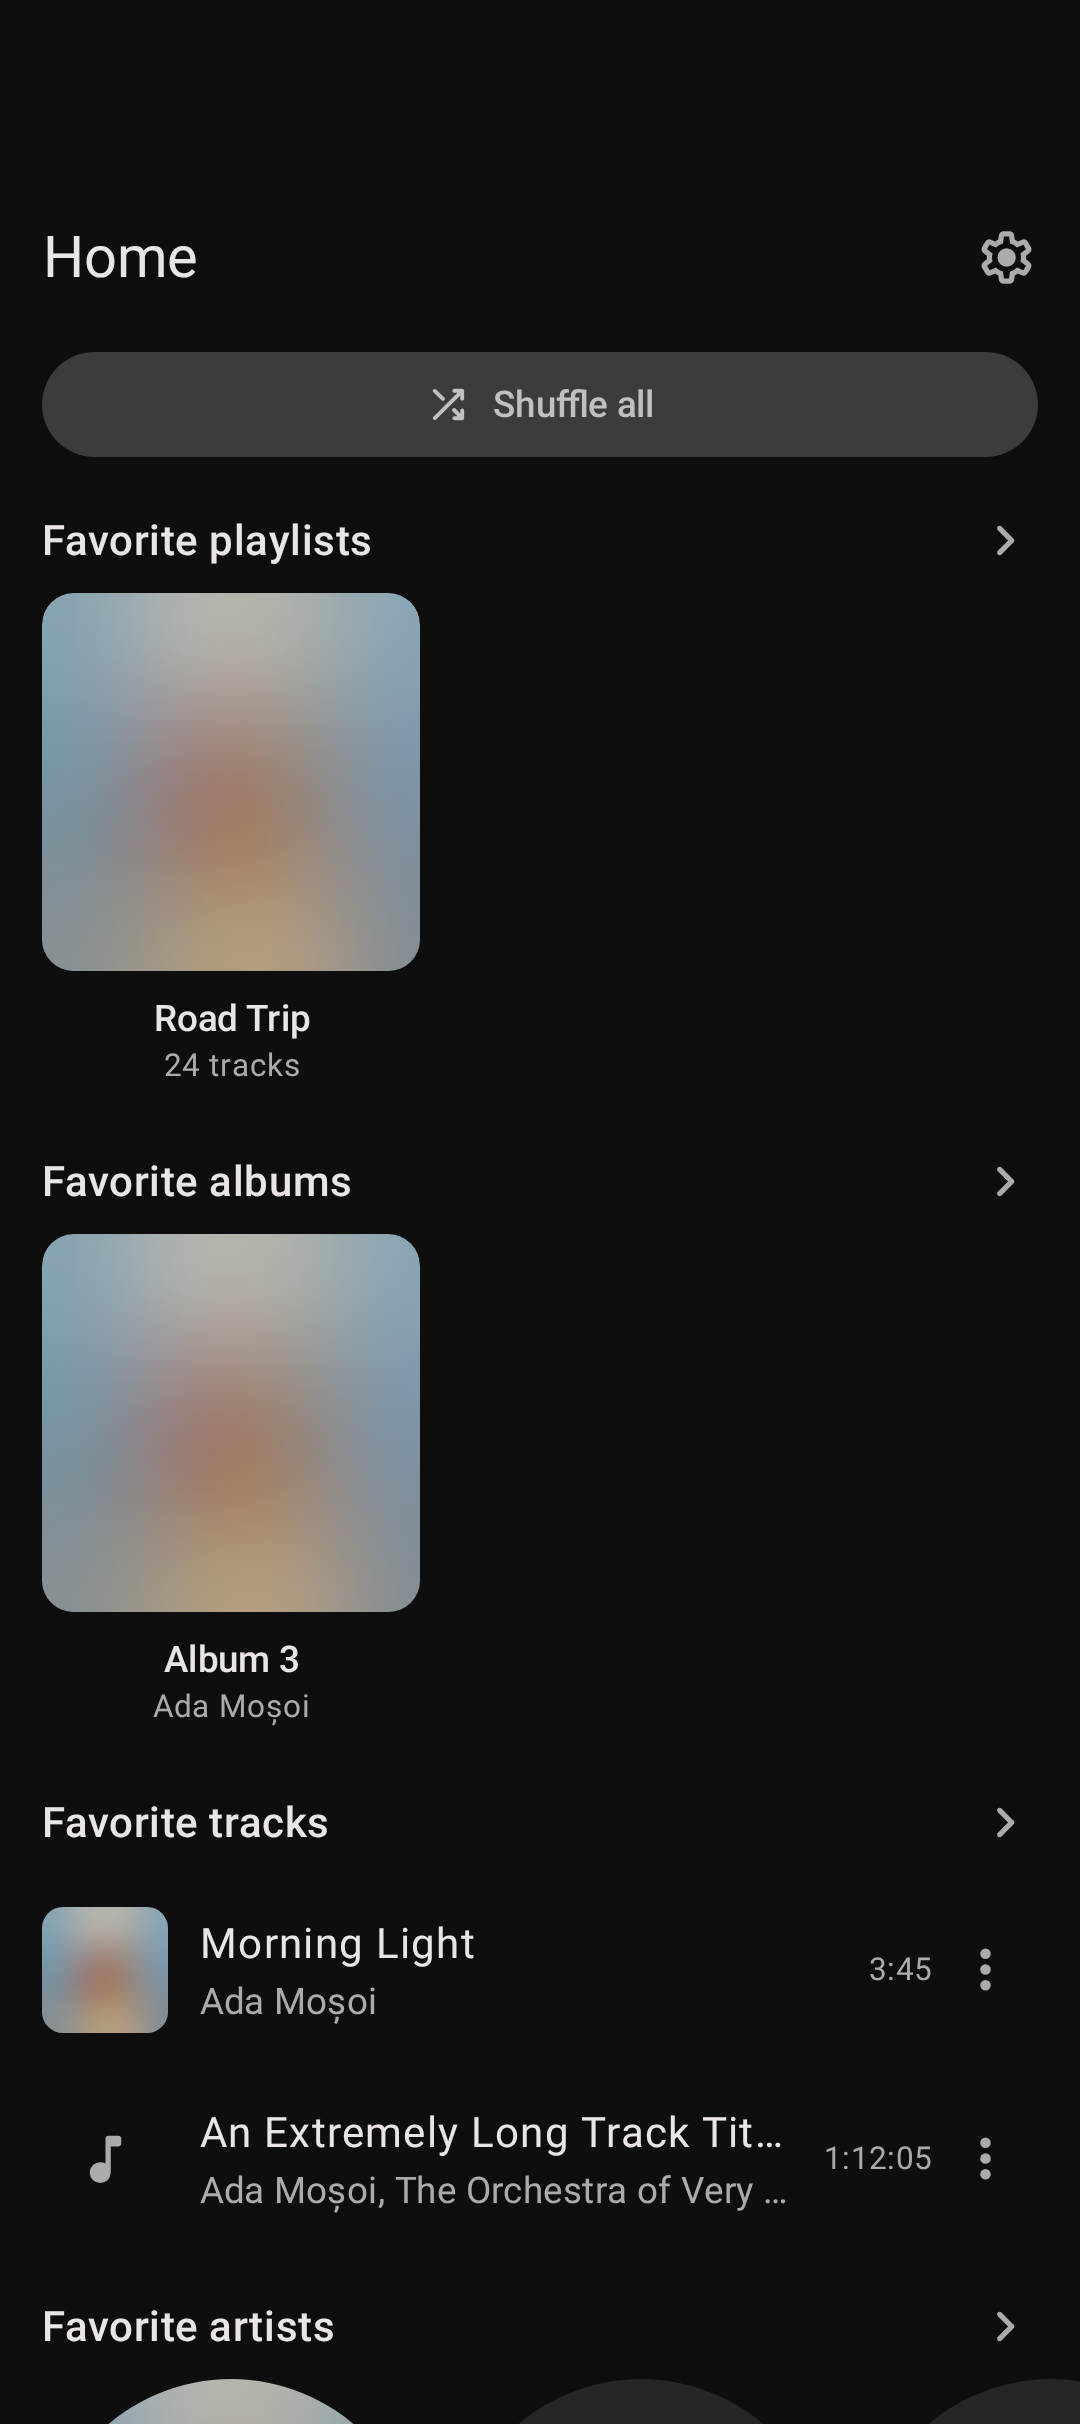 Home
Shuffle all
Favorite playlists
Road Trip
24 tracks
Favorite albums
Album 3
Ada Moșoi
Favorite tracks
Morning Light
3:45
Ada Moșoi
An Extremely Long Track Tit…
1:12:05
Ada Moșoi, The Orchestra of Very …
Favorite artists